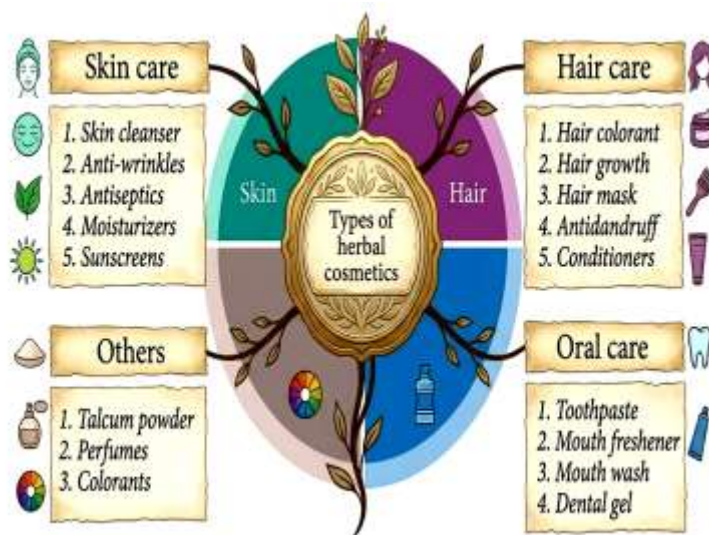 Skin care
1. Skin cleanser
2. Anti-wrinkles
3. Antiseptics
4. Moisturizers
5. Sunscreens
Hair care
1. Hair colorant
2. Hair growth
3. Hair mask
4. Antidandruff
5. Conditioners
Skin
Hair
Types of
herbal
cosmetics
Others
1. Talcum powder
2. Perfumes
3. Colorants
Oral care
1. Toothpaste
2. Mouth freshener
3. Mouth wash
4. Dental gel